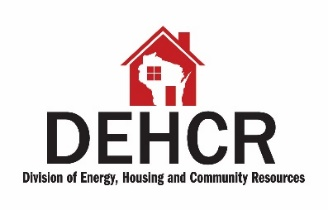 DEHCR
Division of Energy, Housing and Community Resources